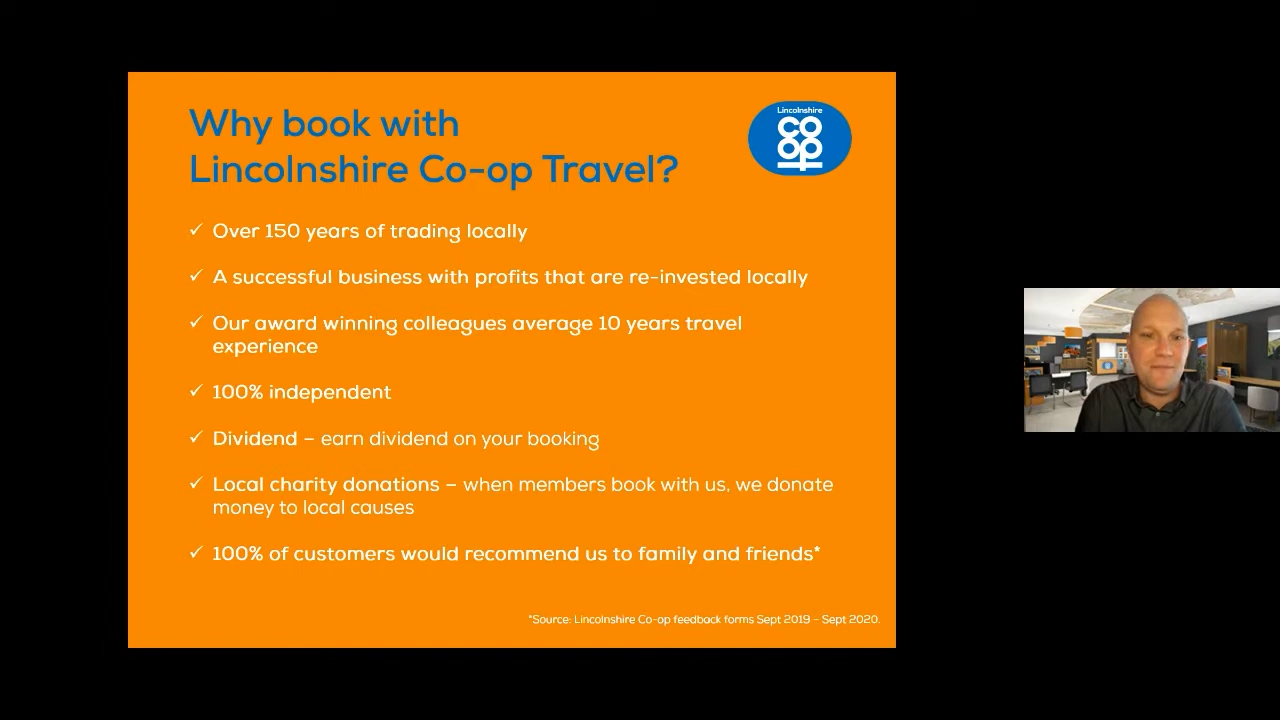 Why book with
Lincolnshire Co-op Travel?
Lincolnshire
co
op
✓ Over 150 years of trading locally
✓ A successful business with profits that are re-invested locally
✓ Our award winning colleagues average 10 years travel
experience
✓ 100% independent
✓ Dividend – earn dividend on your booking
✓ Local charity donations – when members book with us, we donate
money to local causes
✓ 100% of customers would recommend us to family and friends*
*Source: Lincolnshire Co-op feedback forms Sept 2019 – Sept 2020.